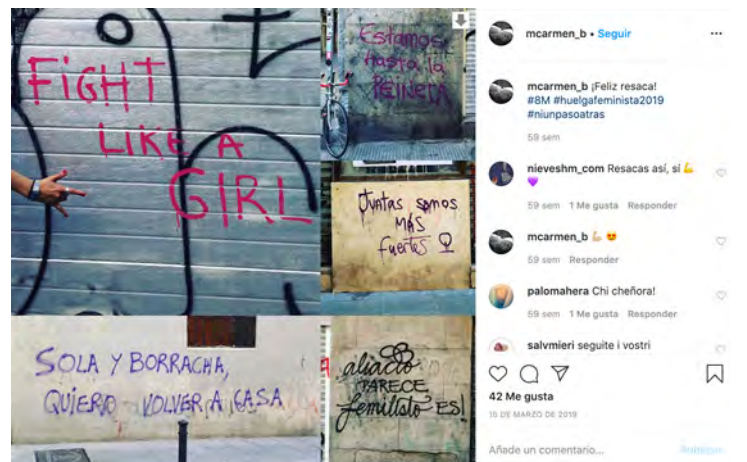 FIGHT
LIKE A
GIRL
Estamos
hasta la
PEINETA
JUNTAS SOMOS
MÁS
fuertes
SOLA Y BORRACHA,
QUIERO VOLVER A CASA
aliacio
PARECE
femillisto ES!
mcarmen_b • Seguir
mcarmen_b ¡Feliz resaca!
#8M #huelgafeminista2019
#niunpasoatras
59 sem
nieveshm_com Resacas así, sí
59 sem 1 Me gusta Responder
mcarmen_b
59 sem Responder
palomahera Chi cheñora!
59 sem 1 Me gusta Responder
salvmieri seguite i vostri
42 Me gusta
15 DE MARZO DE 2019
Añade un comentario...
Publicar